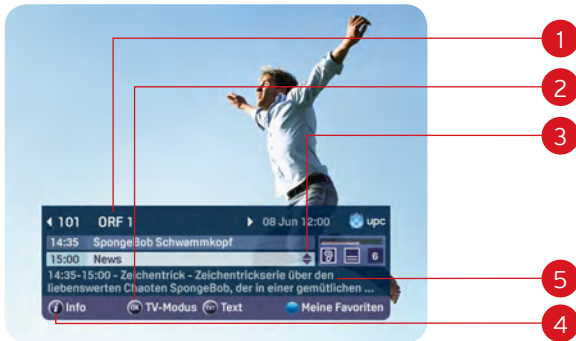 1
2
3
101 ORF 1 08 Jun 12:00 upc
14:35 SpongeBob Schwammkopf
15:00 News 6
14:35-15:00 - Zeichentrick - Zeichentrickserie über den
liebenswerten Chaoten SpongeBob, der in einer gemütlichen ...
5
i Info OK TV-Modus TXT Text Meine Favoriten
4